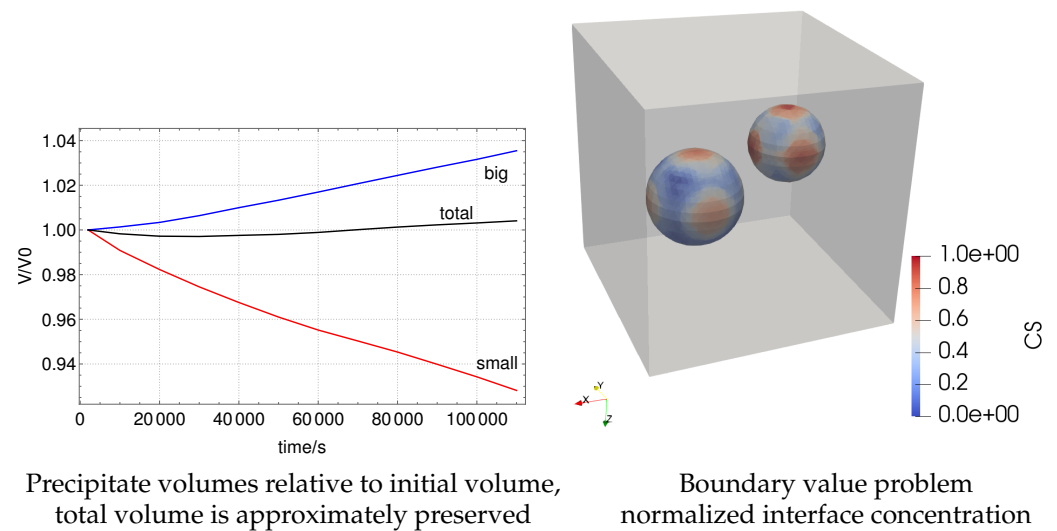 1.04
1.02
1.00
0.98
0.96
0.94
V/V0
big
total
small
0
20 000
40 000
60 000
80 000
100 000
time/s
Precipitate volumes relative to initial volume,
total volume is approximately preserved
1.0e+00
0.8
0.6
0.4
0.2
0.0e+00
CS
Y
X
Z
Boundary value problem
normalized interface concentration